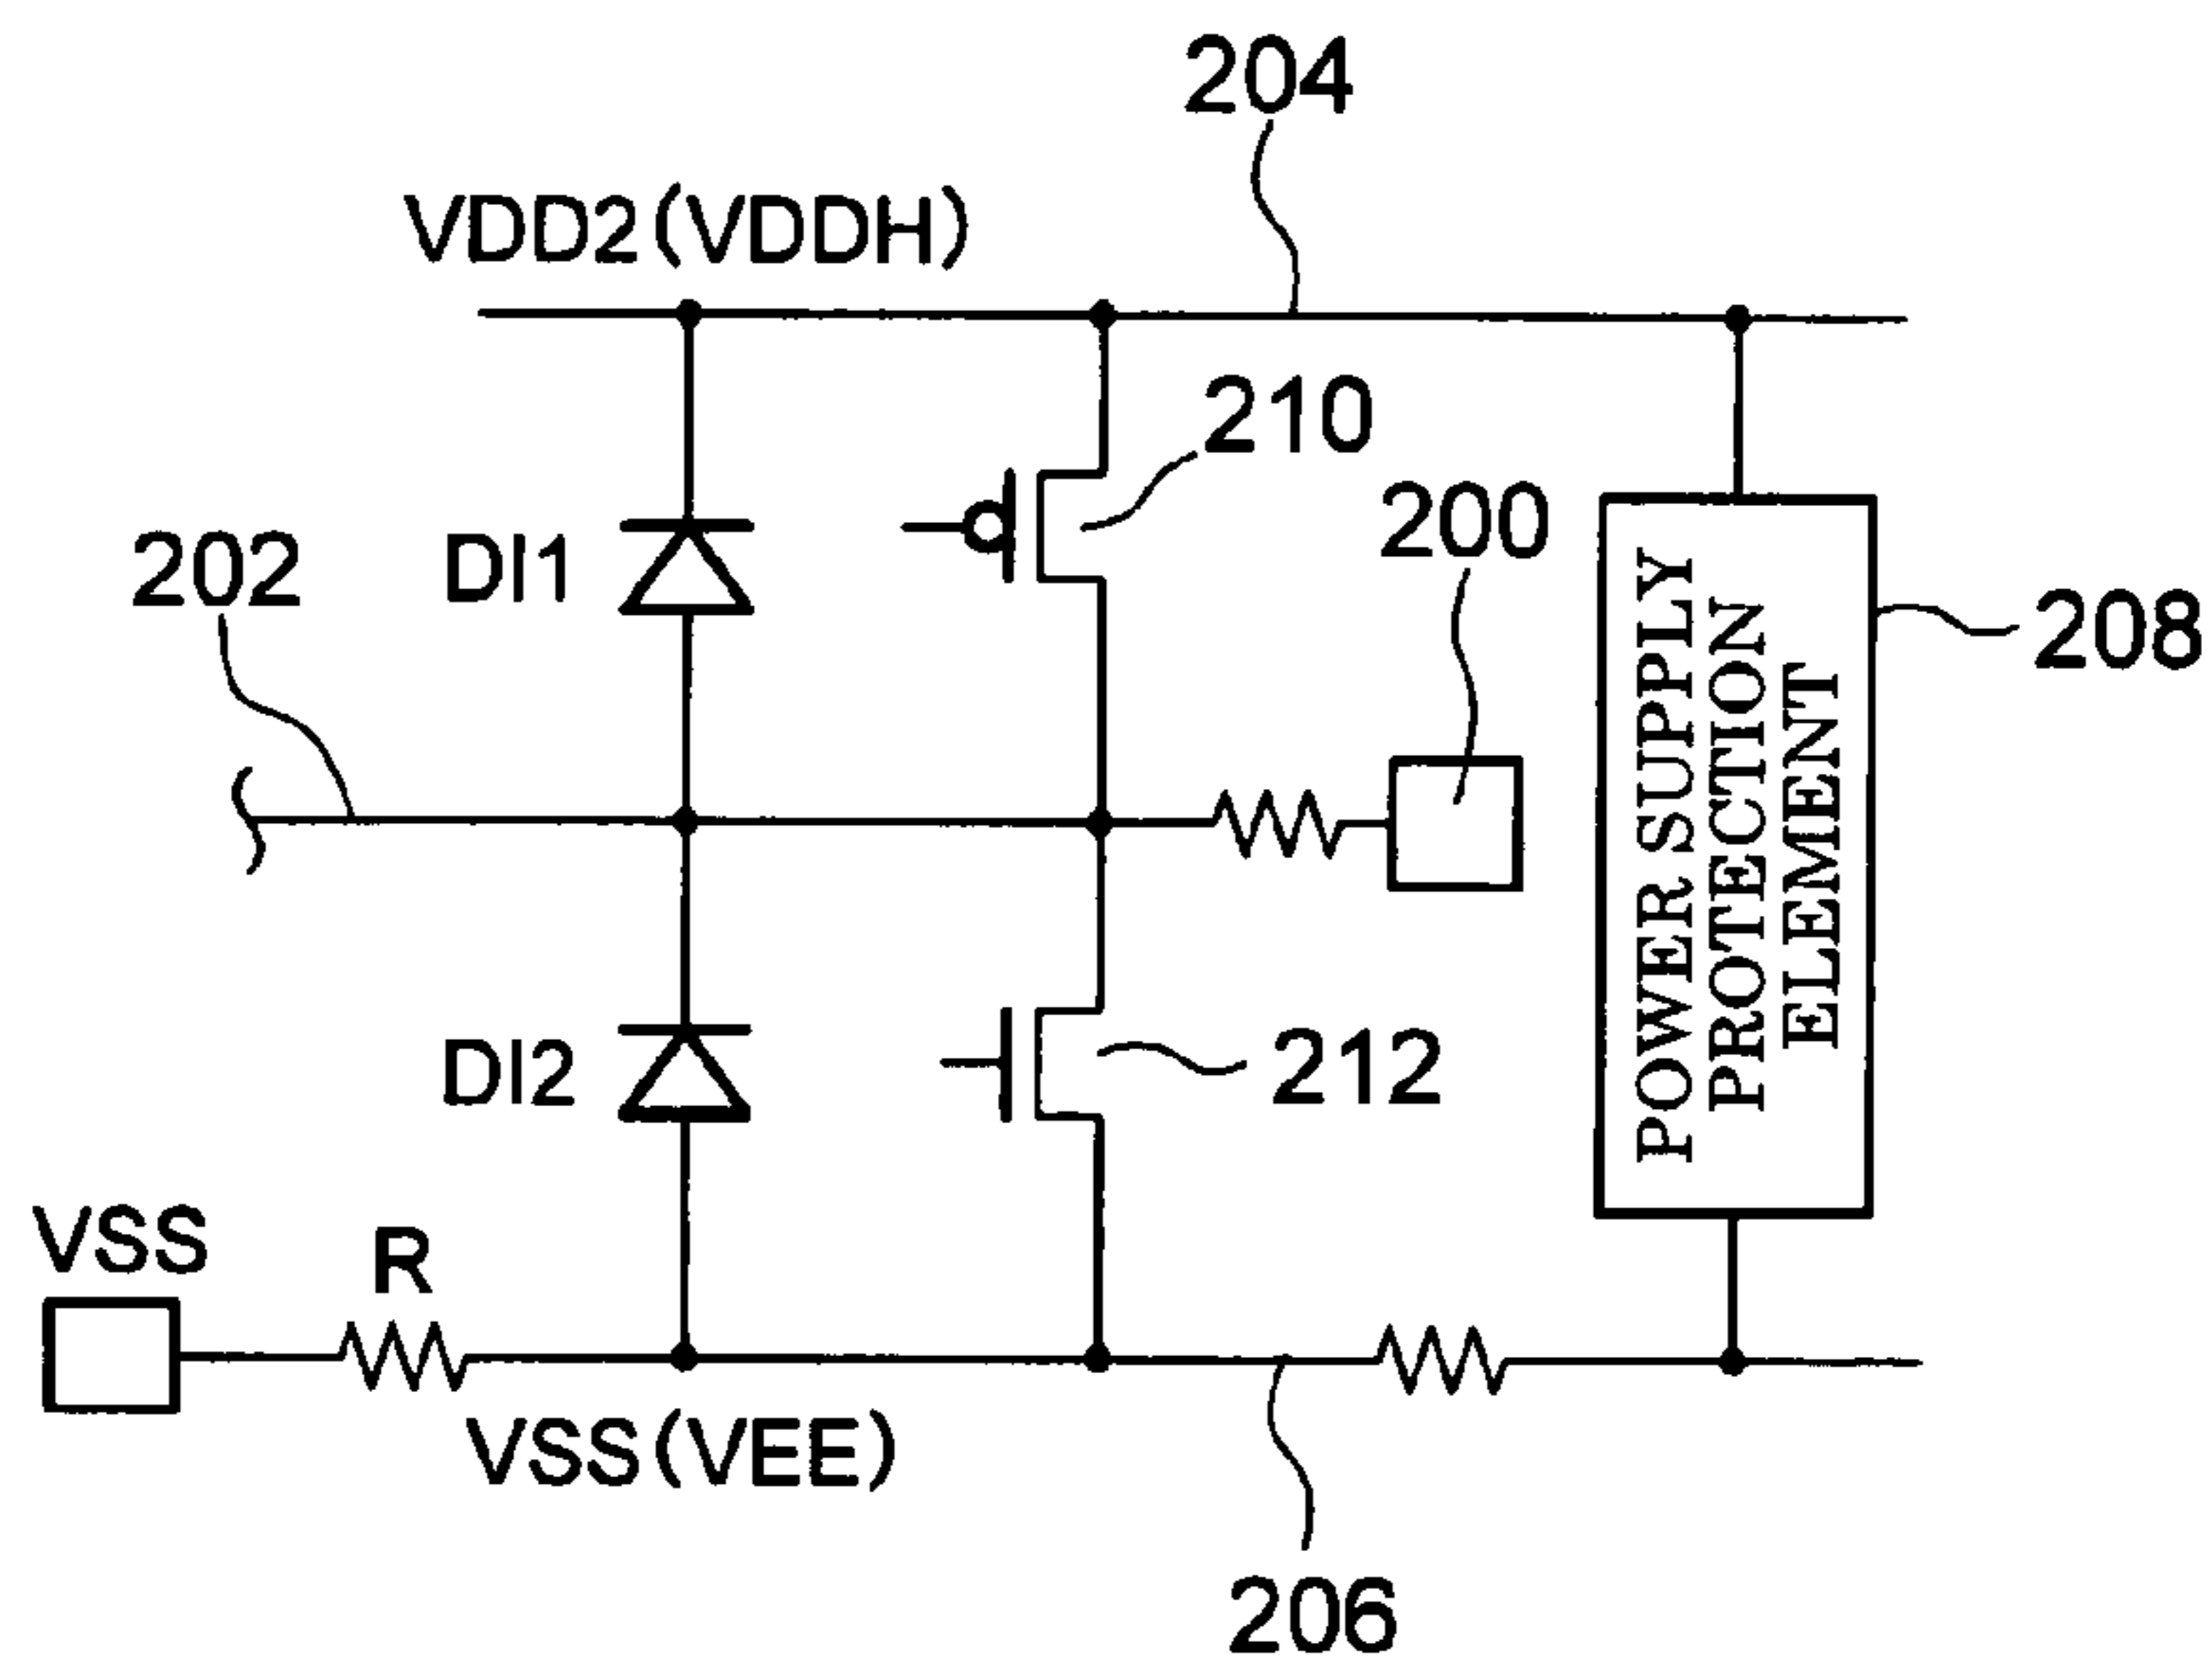 204
VDD2(VDDH)
210
200
202
DI1
208
POWER SUPPLY
PROTECTION
ELEMENT
DI2
212
VSS
R
VSS(VEE)
206